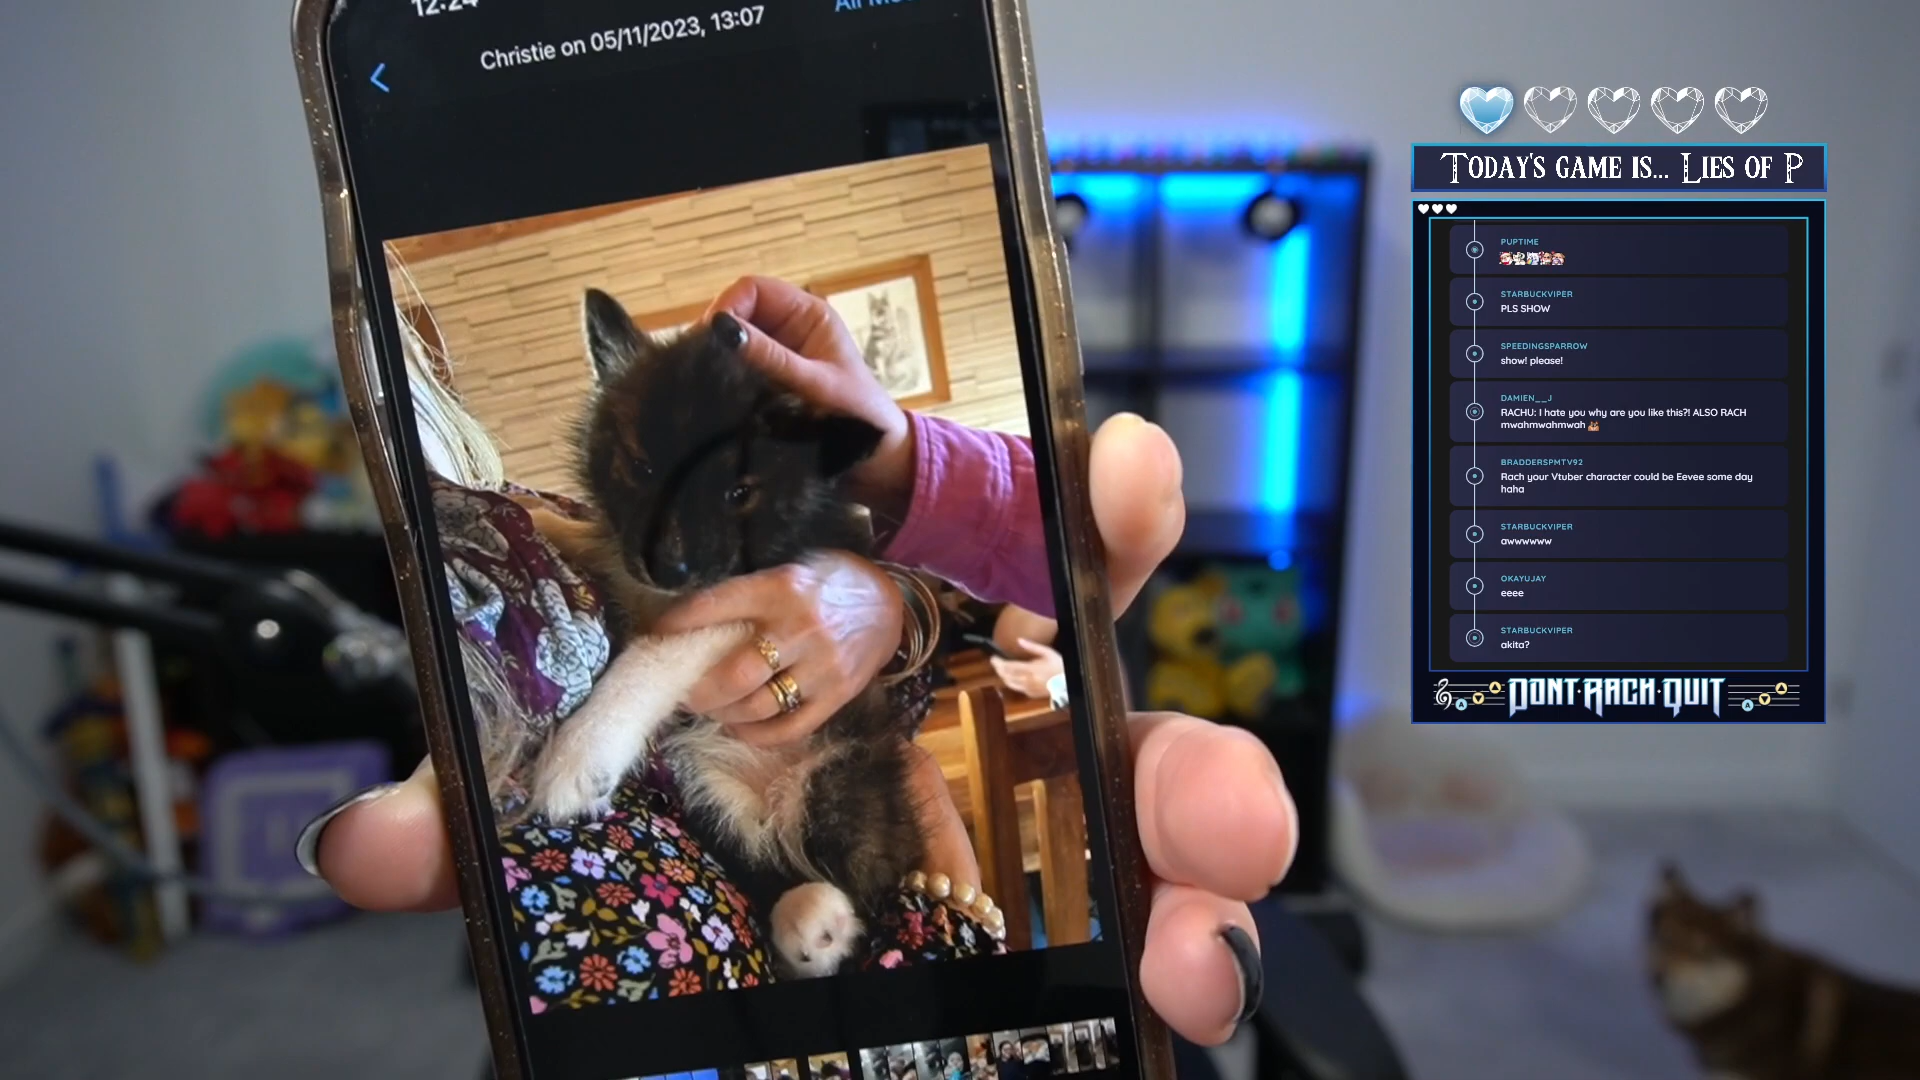 12:24
Christie on 05/11/2023, 13:07
TODAY'S GAME IS... LIES OF P
PUPTIME
STARBUCKVIPER
PLS SHOW
SPEEDINGSPARROW
show! please!
DAMIEN__J
RACHU: I hate you why are you like this?! ALSO RACH
mwahmwahmwah
BRADDERSPMTV92
Rach your Vtuber character could be Eevee some day
haha
STARBUCKVIPER
awwwwww
OKAYUJAY
eeee
STARBUCKVIPER
akita?
DONT·RACH·QUIT